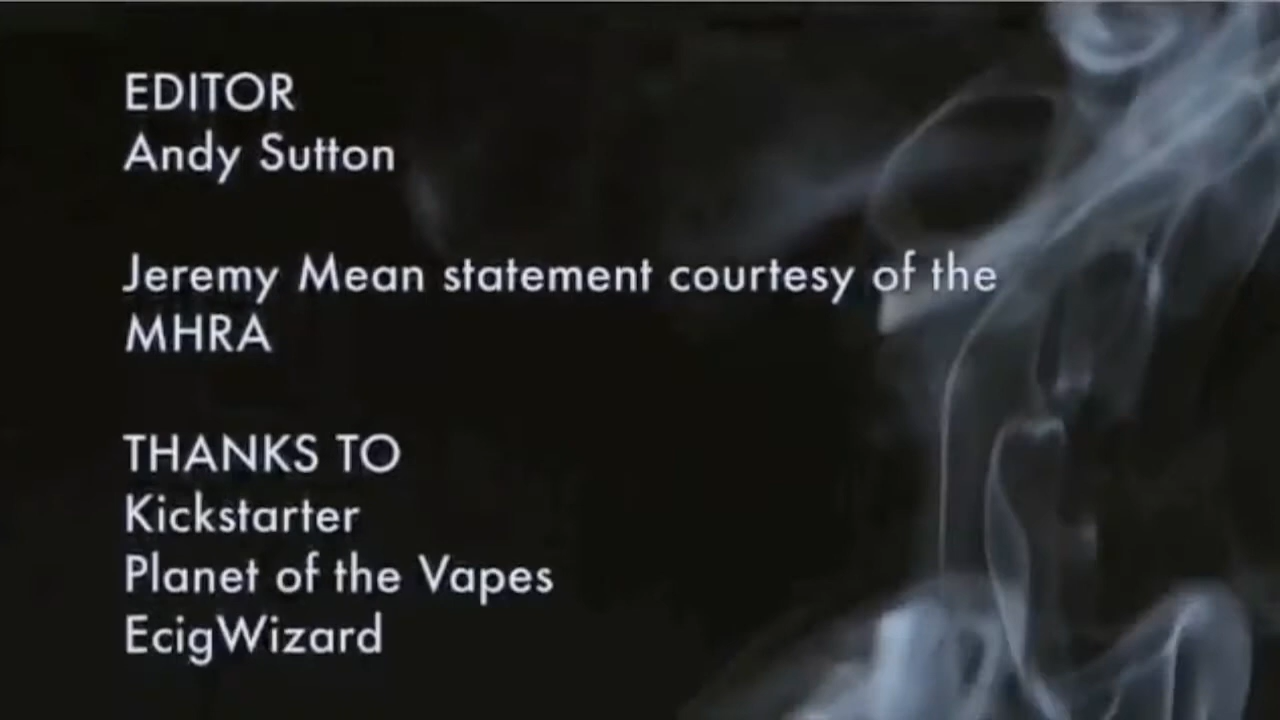 EDITOR
Andy Sutton
Jeremy Mean statement courtesy of the
MHRA
THANKS TO
Kickstarter
Planet of the Vapes
EcigWizard